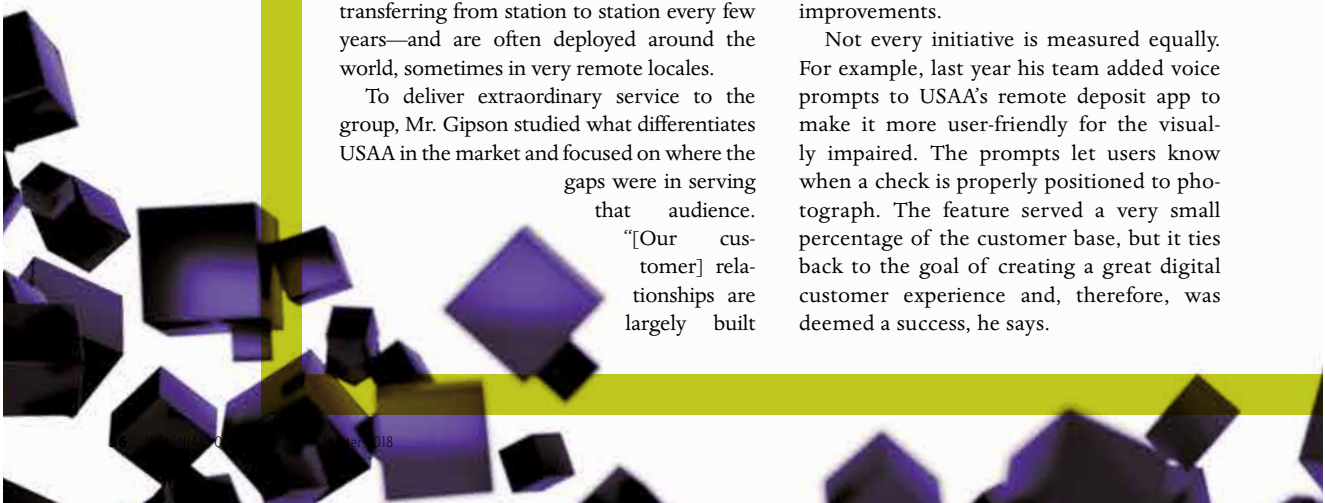 transferring from station to station every few
years—and are often deployed around the
world, sometimes in very remote locales.
To deliver extraordinary service to the
group, Mr. Gipson studied what differentiates
USAA in the market and focused on where the
gaps were in serving
that audience.
“[Our cus-
tomer] rela-
tionships are
largely built
improvements.
Not every initiative is measured equally.
For example, last year his team added voice
prompts to USAA’s remote deposit app to
make it more user-friendly for the visual-
ly impaired. The prompts let users know
when a check is properly positioned to pho-
tograph. The feature served a very small
percentage of the customer base, but it ties
back to the goal of creating a great digital
customer experience and, therefore, was
deemed a success, he says.